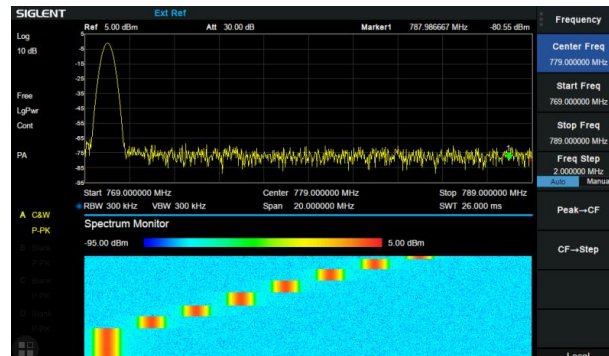 SIGLENT Ext Ref
Ref 5.00 dBm Att 30.00 dB Marker1 787.986667 MHz -80.55 dBm
Log
10 dB
Free
LgPwr
Cont
PA
5
-5
-15
-25
-35
-45
-55
-65
-75
-85
-95
Start 769.000000 MHz Center 779.000000 MHz Stop 789.000000 MHz
RBW 300 kHz VBW 300 kHz Span 20.000000 MHz SWT 26.000 ms
A C&W
P-PK
Spectrum Monitor
-95.00 dBm 5.00 dBm
Frequency
Center Freq
779.000000 MHz
Start Freq
769.000000 MHz
Stop Freq
789.000000 MHz
Freq Step
2.000000 MHz
Auto Manua
Peak→CF
CF→Step